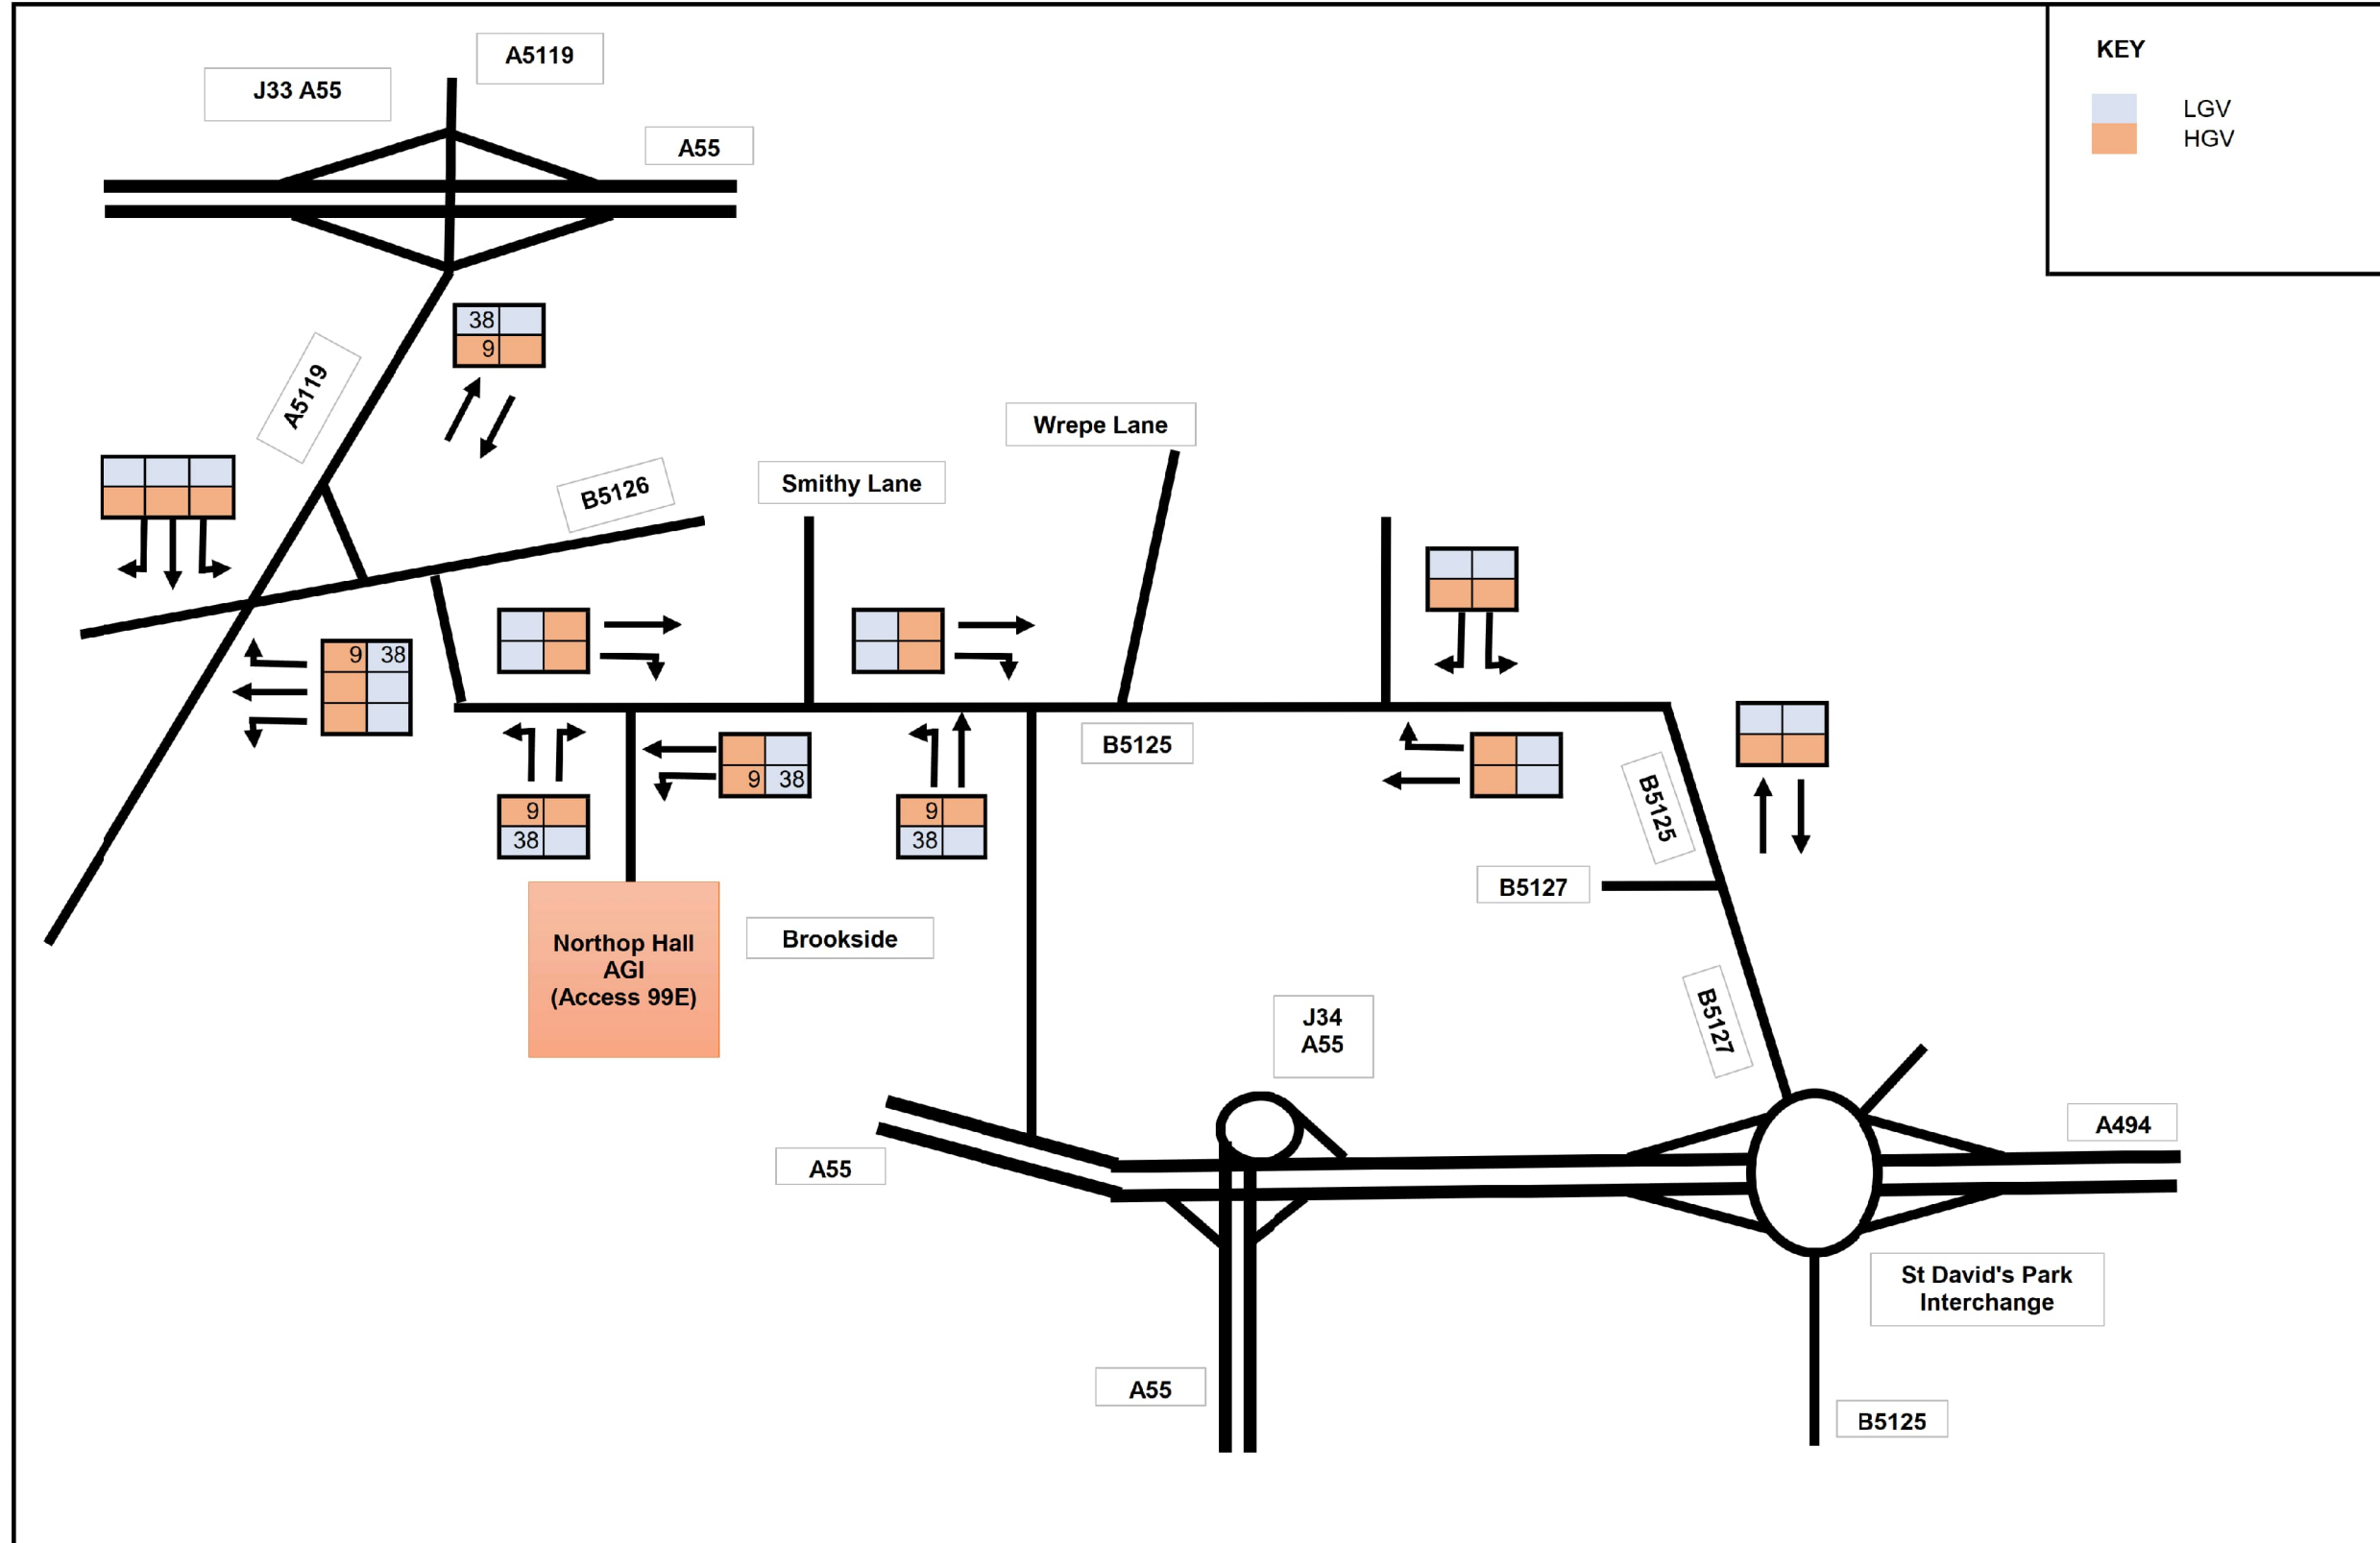 A5119
J33 A55
A55
KEY
LGV
HGV
38
9
A5119
Wrepe Lane
Smithy Lane
B5126
9 38
B5125
9 38
9
38
9
38
B5125
B5127
Northop Hall
AGI
(Access 99E)
Brookside
J34
A55
B5127
A494
A55
St David's Park
Interchange
A55
B5125